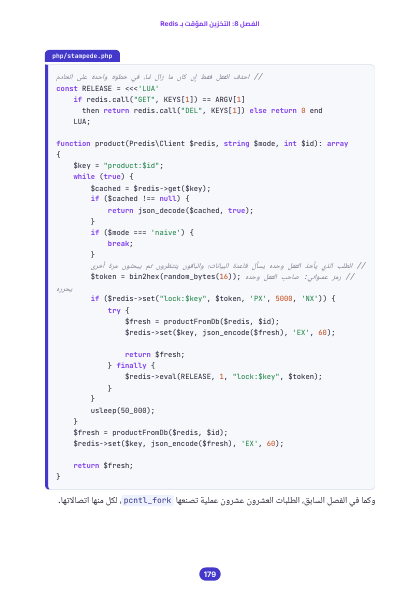 الفصل 8: التخزين المؤقت بـ Redis
php/stampede.php
// احذف القفل فقط إن كان ما زال لنا، في خطوة واحدة على الخادم
const RELEASE = <<<'LUA'
if redis.call("GET", KEYS[1]) == ARGV[1]
then return redis.call("DEL", KEYS[1]) else return 0 end
LUA;
function product(Predis\Client $redis, string $mode, int $id): array
{
$key = "product:$id";
while (true) {
$cached = $redis->get($key);
if ($cached !== null) {
return json_decode($cached, true);
}
if ($mode === 'naive') {
break;
}
// الطلب الذي يأخذ القفل وحده يسأل قاعدة البيانات، والباقون ينتظرون ثم يبحثون مرة أخرى
$token = bin2hex(random_bytes(16)); // رمز عشوائي: صاحب القفل وحده
يحرره
if ($redis->set("lock:$key", $token, 'PX', 5000, 'NX')) {
try {
$fresh = productFromDb($redis, $id);
$redis->set($key, json_encode($fresh), 'EX', 60);
return $fresh;
} finally {
$redis->eval(RELEASE, 1, "lock:$key", $token);
}
}
usleep(50_000);
}
$fresh = productFromDb($redis, $id);
$redis->set($key, json_encode($fresh), 'EX', 60);
return $fresh;
}
وكما في الفصل السابق، الطلبات العشرون عشرون عملية تصنعها pcntl_fork، لكل منها اتصالاتها.
179